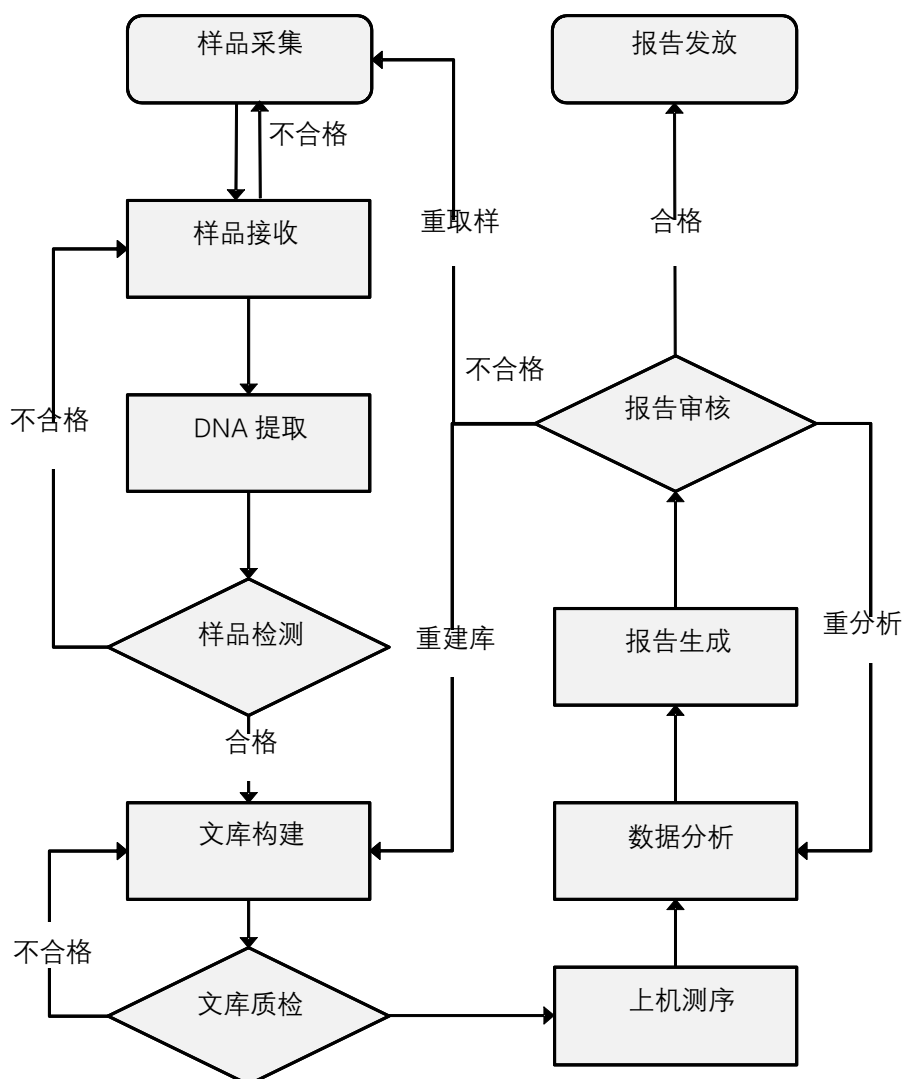 样品采集
报告发放
不合格
样品接收
重取样
合格
不合格
不合格
DNA 提取
报告审核
样品检测
重建库
报告生成
重分析
合格
文库构建
数据分析
不合格
文库质检
上机测序